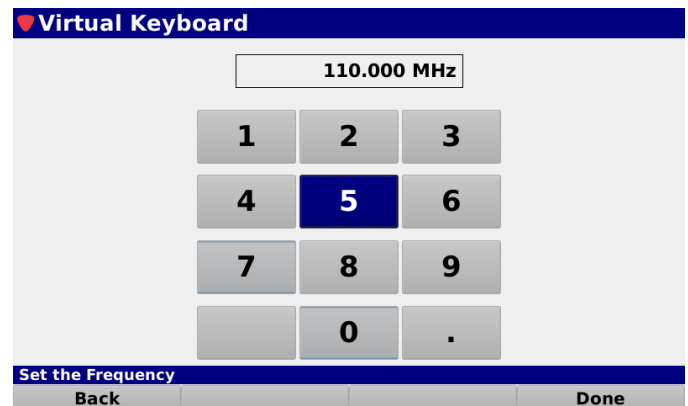 Virtual Keyboard
110.000 MHz
1 2 3
4 5 6
7 8 9
0 .
Set the Frequency
Back Done